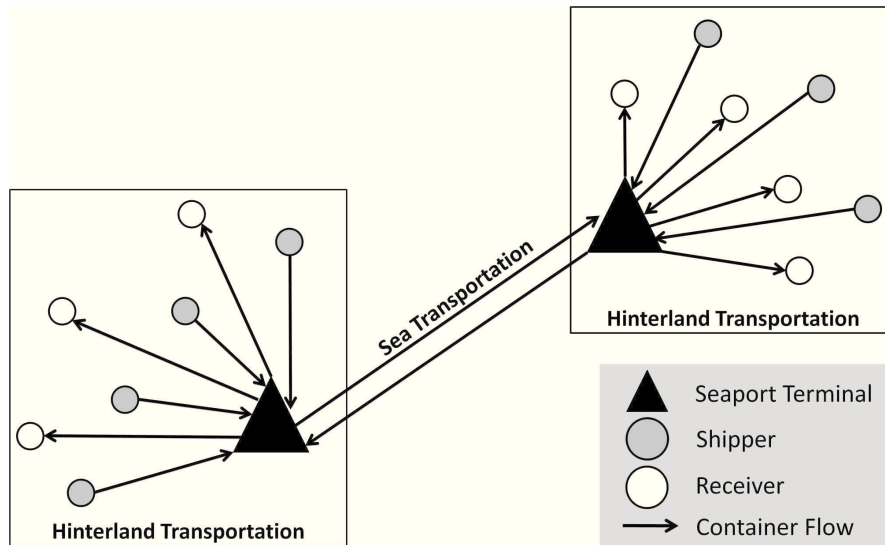 Hinterland Transportation
Sea Transportation
Hinterland Transportation
Seaport Terminal
Shipper
Receiver
Container Flow